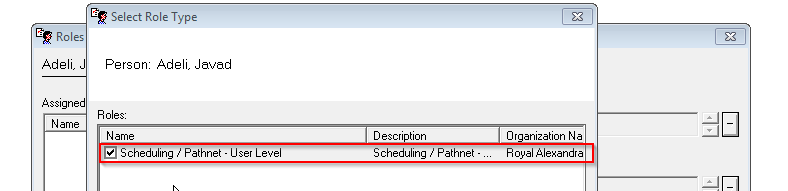 Select Role Type
Roles
Adeli, J
Person: Adeli, Javad
Assigned
Name
Roles:
Name Description Organization Na
Scheduling / Pathnet - User Level Scheduling / Pathnet - ... Royal Alexandra